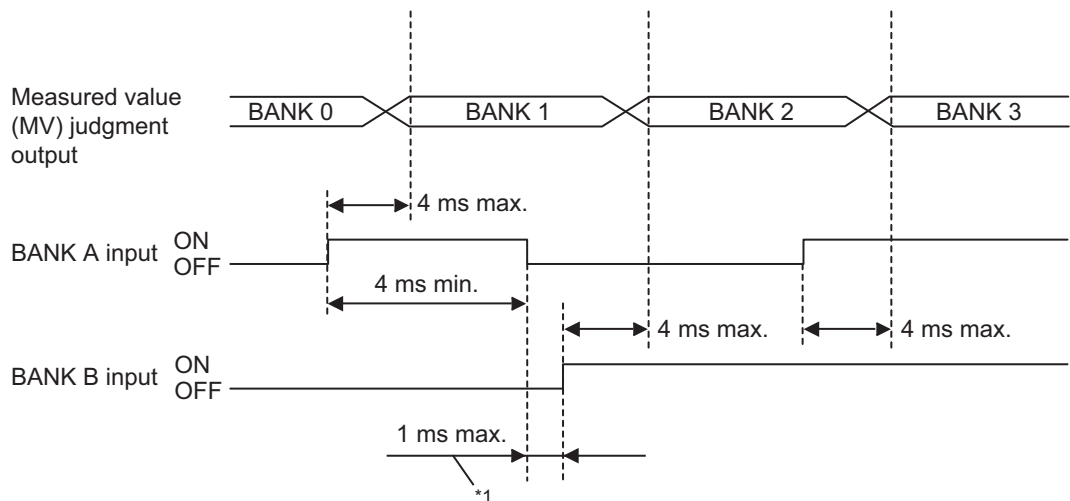 Measured value
(MV) judgment
output
BANK 0
BANK 1
BANK 2
BANK 3
4 ms max.
BANK A input
ON
OFF
4 ms min.
4 ms max.
4 ms max.
BANK B input
ON
OFF
1 ms max.
*1